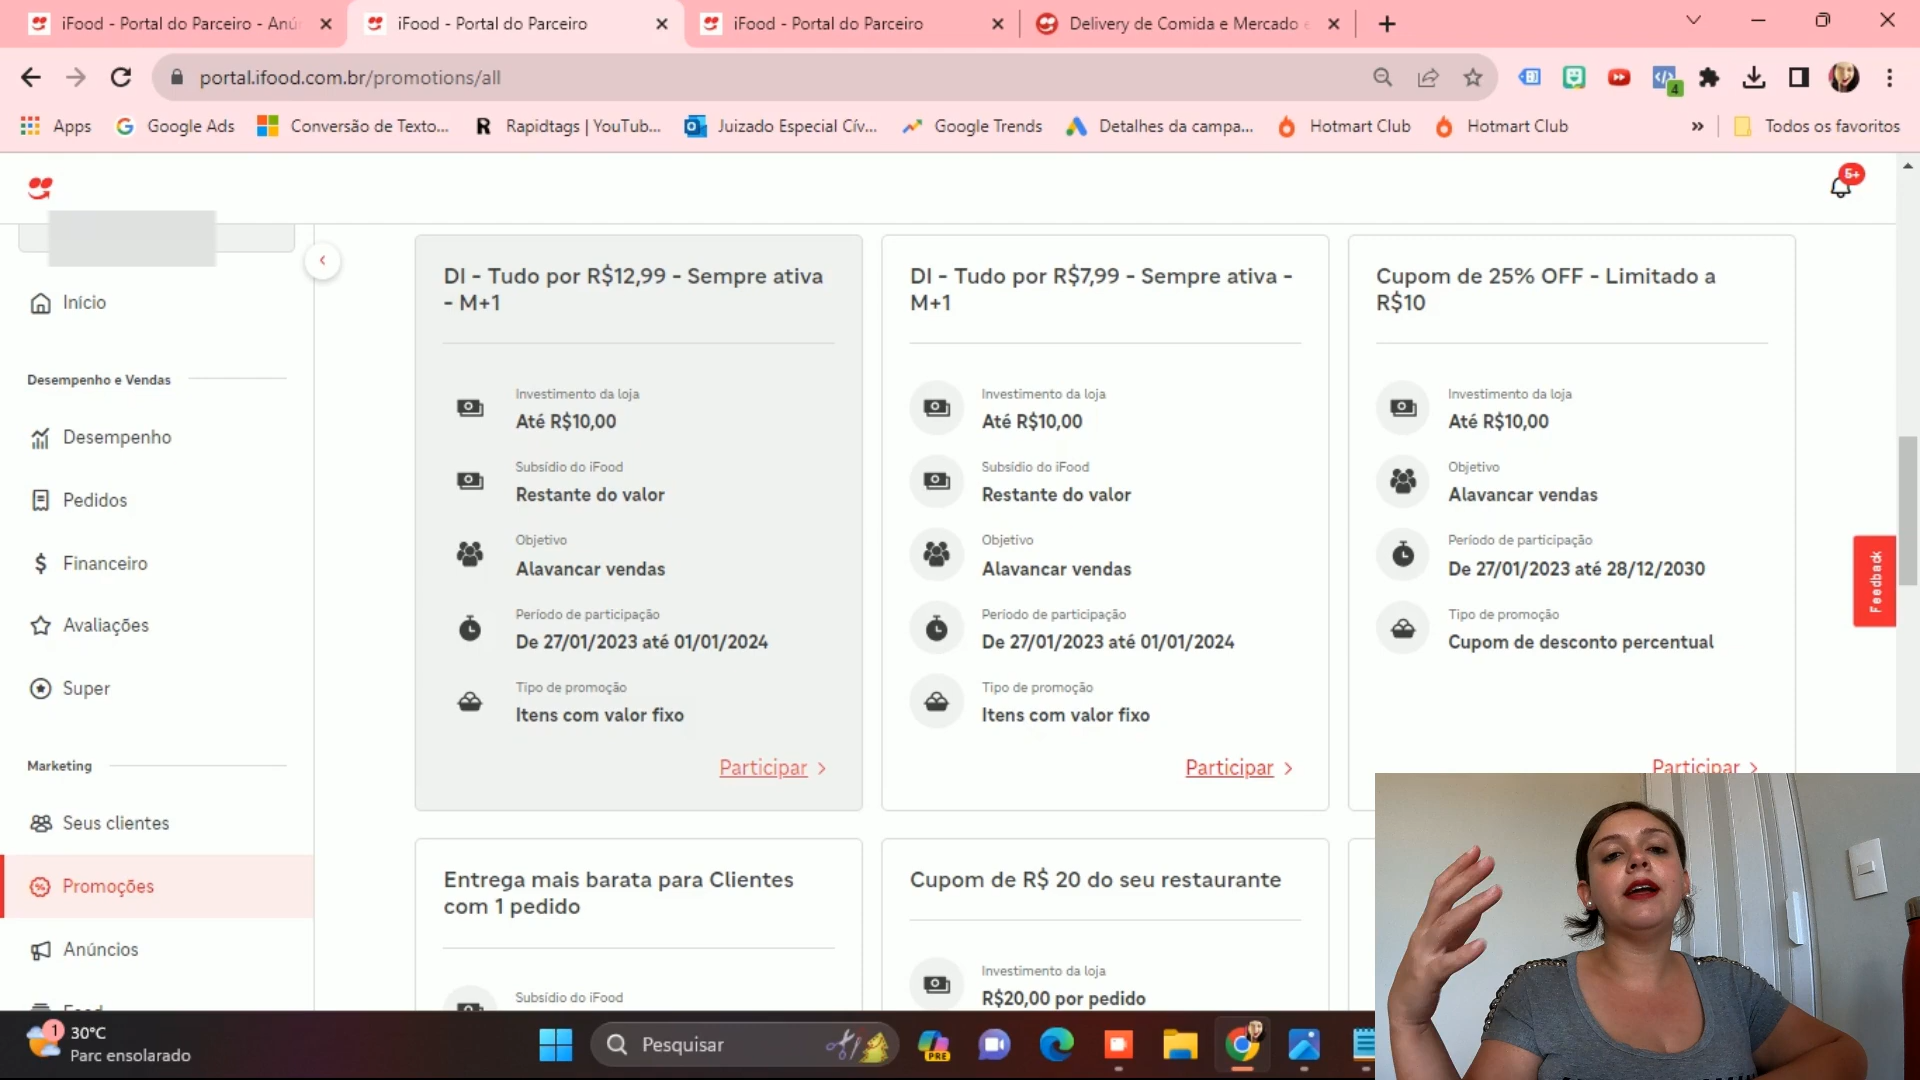 iFood - Portal do Parceiro - Anú
iFood - Portal do Parceiro
iFood - Portal do Parceiro
Delivery de Comida e Mercado
portal.ifood.com.br/promotions/all
4
Apps
Google Ads
Conversão de Texto...
Rapidtags | YouTub...
Juizado Especial Cív...
Google Trends
Detalhes da campa...
Hotmart Club
Hotmart Club
»
Todos os favoritos
5+
Início
Desempenho e Vendas
Desempenho
Pedidos
Financeiro
Avaliações
Super
Marketing
Seus clientes
Promoções
Anúncios
DI - Tudo por R$12,99 - Sempre ativa
- M+1
Investimento da loja
Até R$10,00
Subsídio do iFood
Restante do valor
Objetivo
Alavancar vendas
Período de participação
De 27/01/2023 até 01/01/2024
Tipo de promoção
Itens com valor fixo
Participar
DI - Tudo por R$7,99 - Sempre ativa -
M+1
Investimento da loja
Até R$10,00
Subsídio do iFood
Restante do valor
Objetivo
Alavancar vendas
Período de participação
De 27/01/2023 até 01/01/2024
Tipo de promoção
Itens com valor fixo
Participar
Cupom de 25% OFF - Limitado a
R$10
Investimento da loja
Até R$10,00
Objetivo
Alavancar vendas
Período de participação
De 27/01/2023 até 28/12/2030
Tipo de promoção
Cupom de desconto percentual
Participar
Feedback
Entrega mais barata para Clientes
com 1 pedido
Subsídio do iFood
Cupom de R$ 20 do seu restaurante
Investimento da loja
R$20,00 por pedido
1
30°C
Parc ensolarado
Pesquisar
PRE